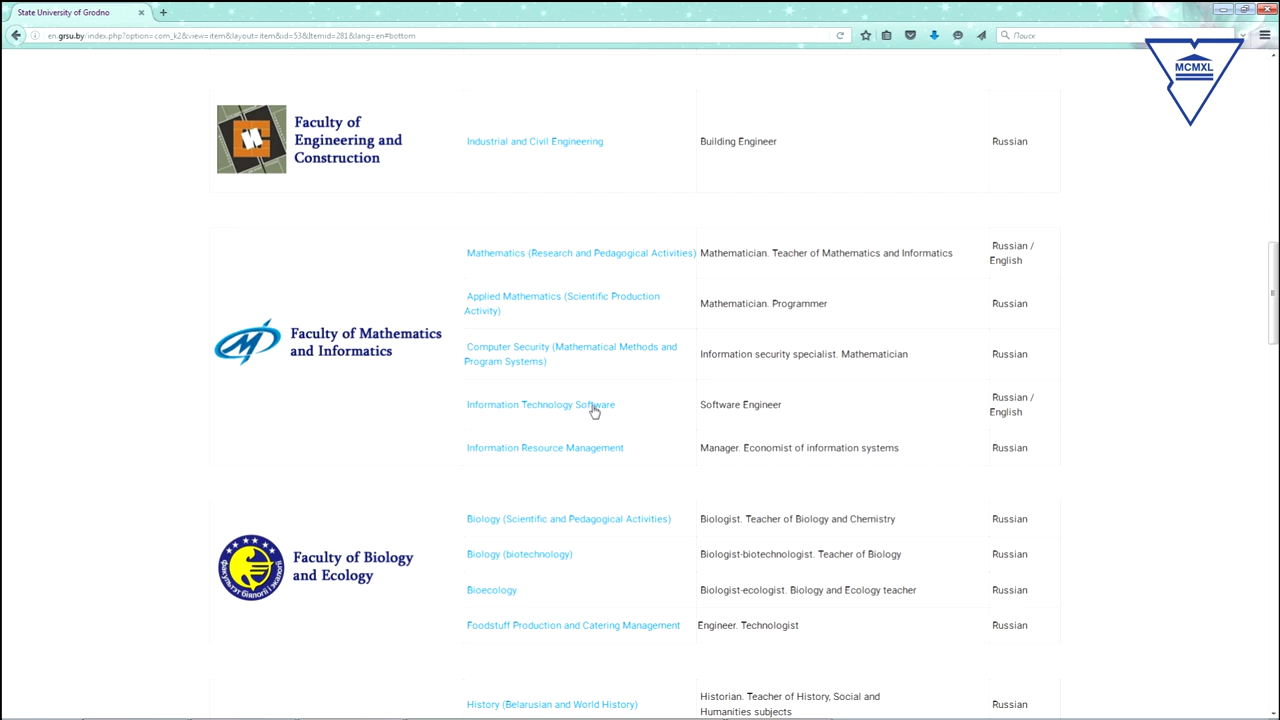 State University of Grodno
en.grsu.by/index.php?option=com_k2&view=item&layout=item&id=53&Itemid=281&lang=en#bottom
Поиск
MCMXL
Faculty of
Engineering and
Construction
Industrial and Civil Engineering
Building Engineer
Russian
Faculty of Mathematics
and Informatics
Mathematics (Research and Pedagogical Activities)
Mathematician. Teacher of Mathematics and Informatics
Russian /
English
Applied Mathematics (Scientific Production
Activity)
Mathematician. Programmer
Russian
Computer Security (Mathematical Methods and
Program Systems)
Information security specialist. Mathematician
Russian
Information Technology Software
Software Engineer
Russian /
English
Information Resource Management
Manager. Economist of information systems
Russian
факультэт біялогіі і экалогіі
Faculty of Biology
and Ecology
Biology (Scientific and Pedagogical Activities)
Biologist. Teacher of Biology and Chemistry
Russian
Biology (biotechnology)
Biologist-biotechnologist. Teacher of Biology
Russian
Bioecology
Biologist-ecologist. Biology and Ecology teacher
Russian
Foodstuff Production and Catering Management
Engineer. Technologist
Russian
History (Belarusian and World History)
Historian. Teacher of History, Social and
Humanities subjects
Russian